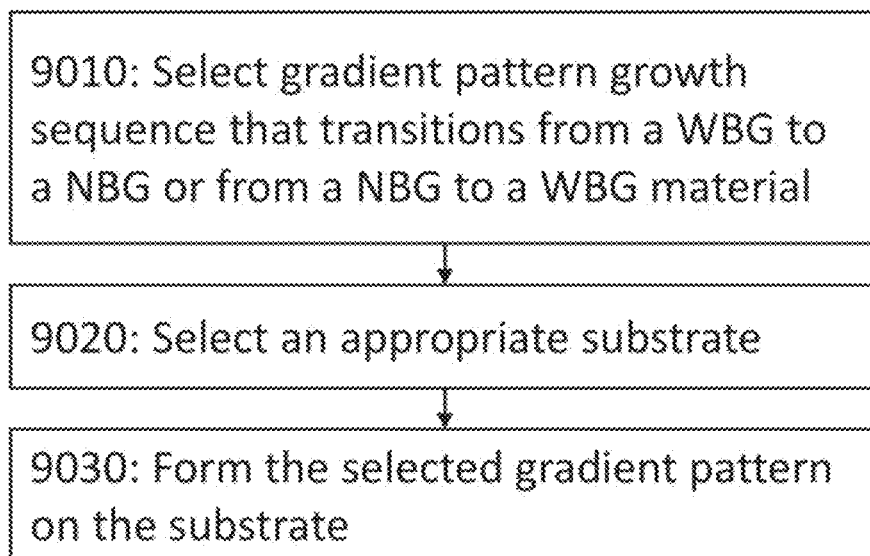 9010: Select gradient pattern growth
sequence that transitions from a WBG to
a NBG or from a NBG to a WBG material
9020: Select an appropriate substrate
9030: Form the selected gradient pattern
on the substrate